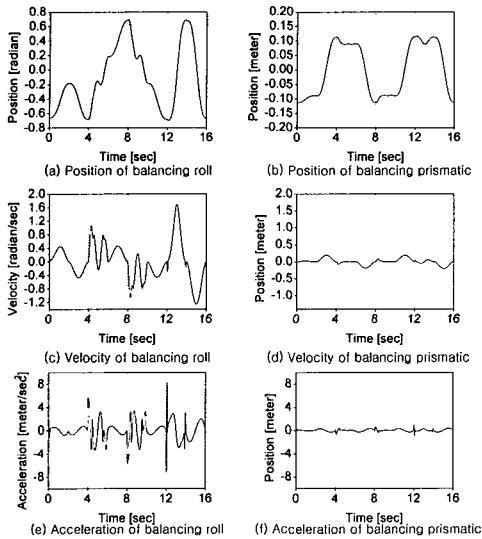 Position [radian]
0.8
0.6
0.4
0.2
0.0
-0.2
-0.4
-0.6
-0.8
0 4 8 12 16
Time [sec]
(a) Position of balancing roll
Position [meter]
0.20
0.15
0.10
0.05
0.00
-0.05
-0.10
-0.15
-0.20
0 4 8 12 16
Time [sec]
(b) Position of balancing prismatic
Velocity [radian/sec]
2.0
1.6
1.2
0.8
0.4
0.0
-0.4
-0.8
-1.2
0 4 8 12 16
Time [sec]
(c) Velocity of balancing roll
Position [meter]
2.0
1.5
1.0
0.5
0.0
-0.5
-1.0
0 4 8 12 16
Time [sec]
(d) Velocity of balancing prismatic
Acceleration [meter/sec²]
8
4
0
-4
-8
0 4 8 12 16
Time [sec]
(e) Acceleration of balancing roll
Position [meter]
8
4
0
-4
-8
0 4 8 12 16
Time [sec]
(f) Acceleration of balancing prismatic